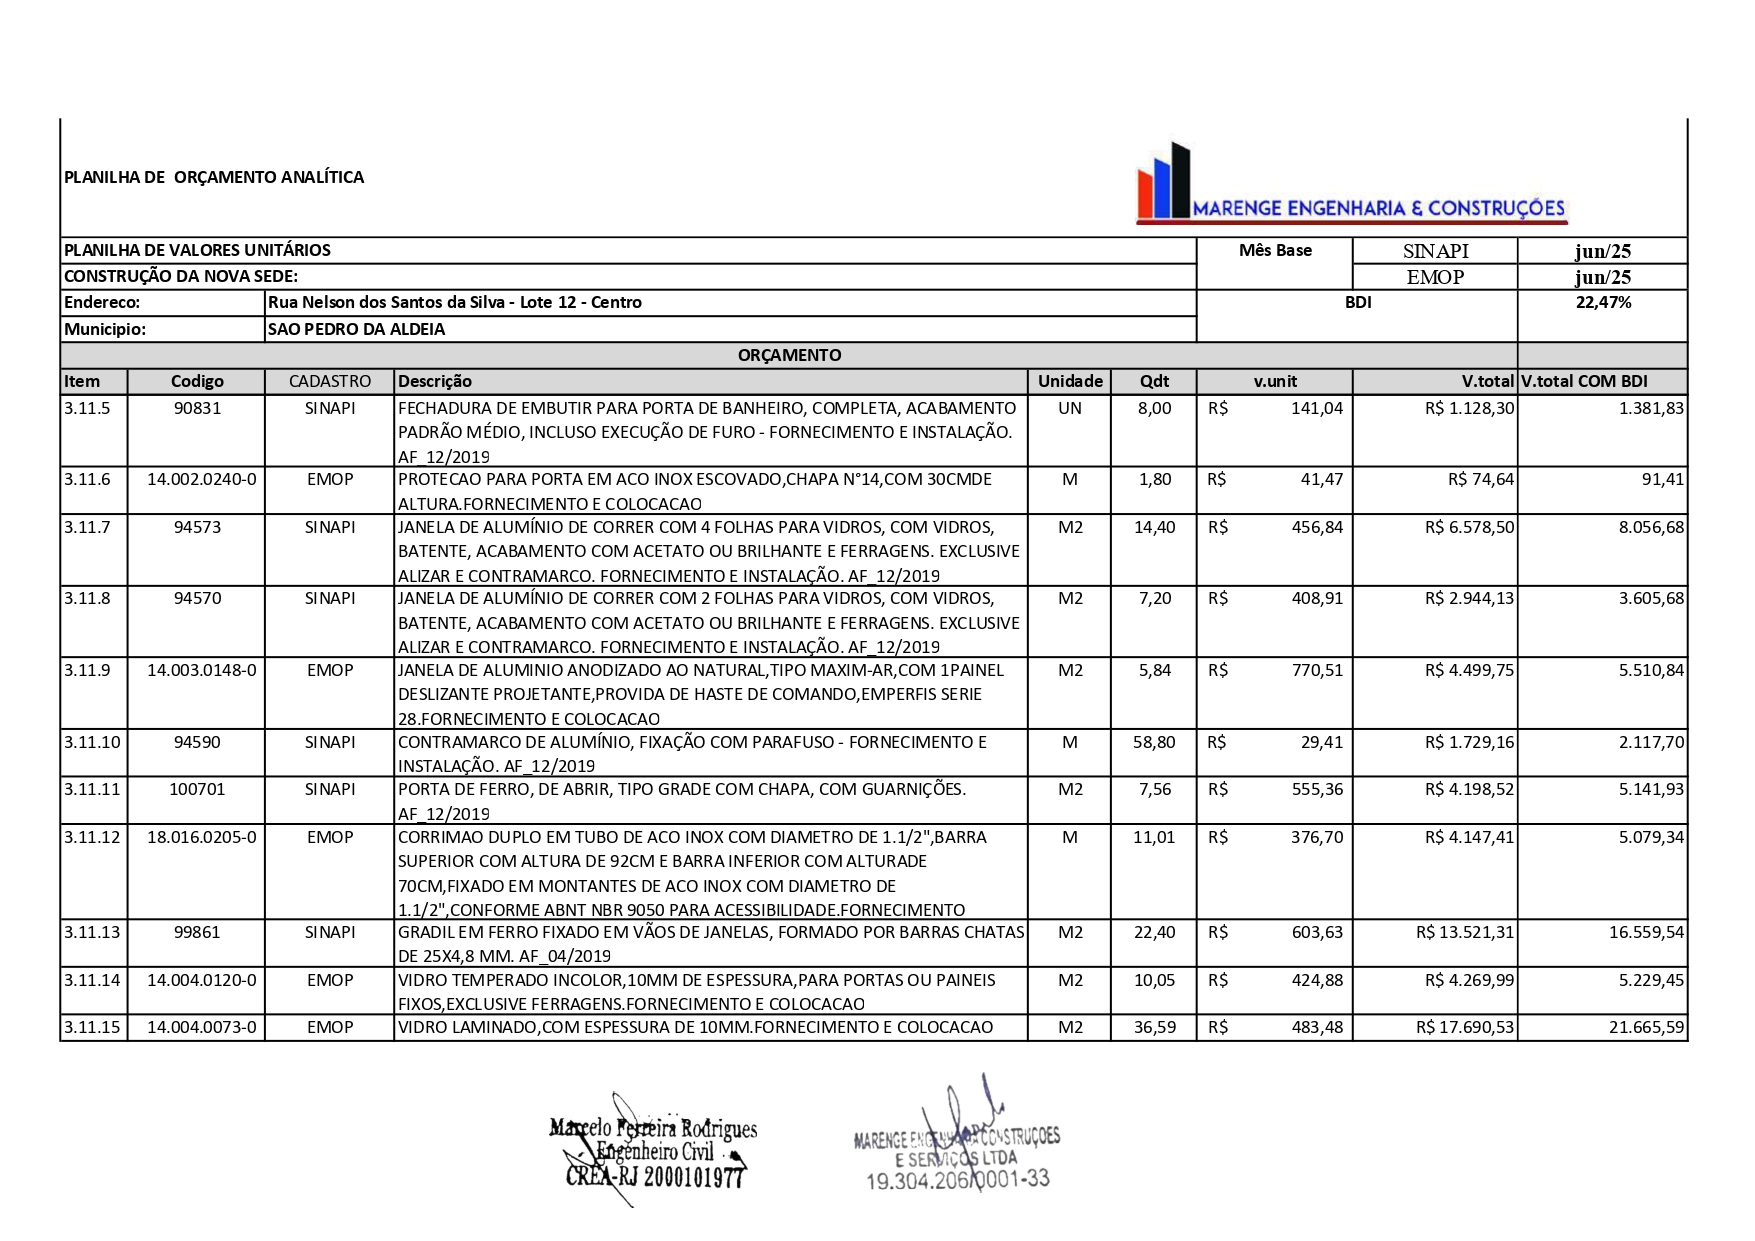 PLANILHA DE  ORÇAMENTO ANALÍTICA
MARENGE ENGENHARIA & CONSTRUÇÕES
PLANILHA DE VALORES UNITÁRIOS Mês Base SINAPI jun/25
CONSTRUÇÃO DA NOVA SEDE: EMOP jun/25
Endereco: Rua Nelson dos Santos da Silva - Lote 12 - Centro BDI 22,47%
Municipio: SAO PEDRO DA ALDEIA
ORÇAMENTO
Item Codigo CADASTRO Descrição Unidade Qdt v.unit V.total V.total COM BDI
3.11.5 90831 SINAPI FECHADURA DE EMBUTIR PARA PORTA DE BANHEIRO, COMPLETA, ACABAMENTO UN 8,00 R$ 141,04 R$ 1.128,30 1.381,83
PADRÃO MÉDIO, INCLUSO EXECUÇÃO DE FURO - FORNECIMENTO E INSTALAÇÃO.
AF_12/2019
3.11.6 14.002.0240-0 EMOP PROTECAO PARA PORTA EM ACO INOX ESCOVADO,CHAPA N°14,COM 30CMDE M 1,80 R$ 41,47 R$ 74,64 91,41
ALTURA.FORNECIMENTO E COLOCACAO
3.11.7 94573 SINAPI JANELA DE ALUMÍNIO DE CORRER COM 4 FOLHAS PARA VIDROS, COM VIDROS, M2 14,40 R$ 456,84 R$ 6.578,50 8.056,68
BATENTE, ACABAMENTO COM ACETATO OU BRILHANTE E FERRAGENS. EXCLUSIVE
ALIZAR E CONTRAMARCO. FORNECIMENTO E INSTALAÇÃO. AF_12/2019
3.11.8 94570 SINAPI JANELA DE ALUMÍNIO DE CORRER COM 2 FOLHAS PARA VIDROS, COM VIDROS, M2 7,20 R$ 408,91 R$ 2.944,13 3.605,68
BATENTE, ACABAMENTO COM ACETATO OU BRILHANTE E FERRAGENS. EXCLUSIVE
ALIZAR E CONTRAMARCO. FORNECIMENTO E INSTALAÇÃO. AF_12/2019
3.11.9 14.003.0148-0 EMOP JANELA DE ALUMINIO ANODIZADO AO NATURAL,TIPO MAXIM-AR,COM 1PAINEL M2 5,84 R$ 770,51 R$ 4.499,75 5.510,84
DESLIZANTE PROJETANTE,PROVIDA DE HASTE DE COMANDO,EMPERFIS SERIE
28.FORNECIMENTO E COLOCACAO
3.11.10 94590 SINAPI CONTRAMARCO DE ALUMÍNIO, FIXAÇÃO COM PARAFUSO - FORNECIMENTO E M 58,80 R$ 29,41 R$ 1.729,16 2.117,70
INSTALAÇÃO. AF_12/2019
3.11.11 100701 SINAPI PORTA DE FERRO, DE ABRIR, TIPO GRADE COM CHAPA, COM GUARNIÇÕES. M2 7,56 R$ 555,36 R$ 4.198,52 5.141,93
AF_12/2019
3.11.12 18.016.0205-0 EMOP CORRIMAO DUPLO EM TUBO DE ACO INOX COM DIAMETRO DE 1.1/2",BARRA M 11,01 R$ 376,70 R$ 4.147,41 5.079,34
SUPERIOR COM ALTURA DE 92CM E BARRA INFERIOR COM ALTURADE
70CM,FIXADO EM MONTANTES DE ACO INOX COM DIAMETRO DE
1.1/2",CONFORME ABNT NBR 9050 PARA ACESSIBILIDADE.FORNECIMENTO
3.11.13 99861 SINAPI GRADIL EM FERRO FIXADO EM VÃOS DE JANELAS, FORMADO POR BARRAS CHATAS M2 22,40 R$ 603,63 R$ 13.521,31 16.559,54
DE 25X4,8 MM. AF_04/2019
3.11.14 14.004.0120-0 EMOP VIDRO TEMPERADO INCOLOR,10MM DE ESPESSURA,PARA PORTAS OU PAINEIS M2 10,05 R$ 424,88 R$ 4.269,99 5.229,45
FIXOS,EXCLUSIVE FERRAGENS.FORNECIMENTO E COLOCACAO
3.11.15 14.004.0073-0 EMOP VIDRO LAMINADO,COM ESPESSURA DE 10MM.FORNECIMENTO E COLOCACAO M2 36,59 R$ 483,48 R$ 17.690,53 21.665,59
Marcelo Ferreira Rodrigues
Engenheiro Civil
CREA-RJ 2000101977
MARENGE ENGENHARIA CONSTRUÇOES
E SERVIÇOS LTDA
19.304.206/0001-33